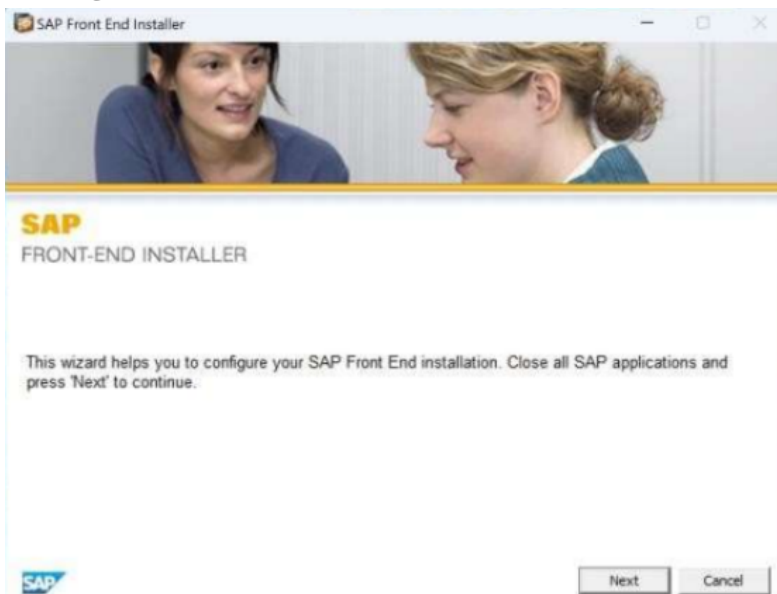 SAP Front End Installer
SAP
FRONT-END INSTALLER
This wizard helps you to configure your SAP Front End installation. Close all SAP applications and
press 'Next' to continue.
SAP
Next
Cancel